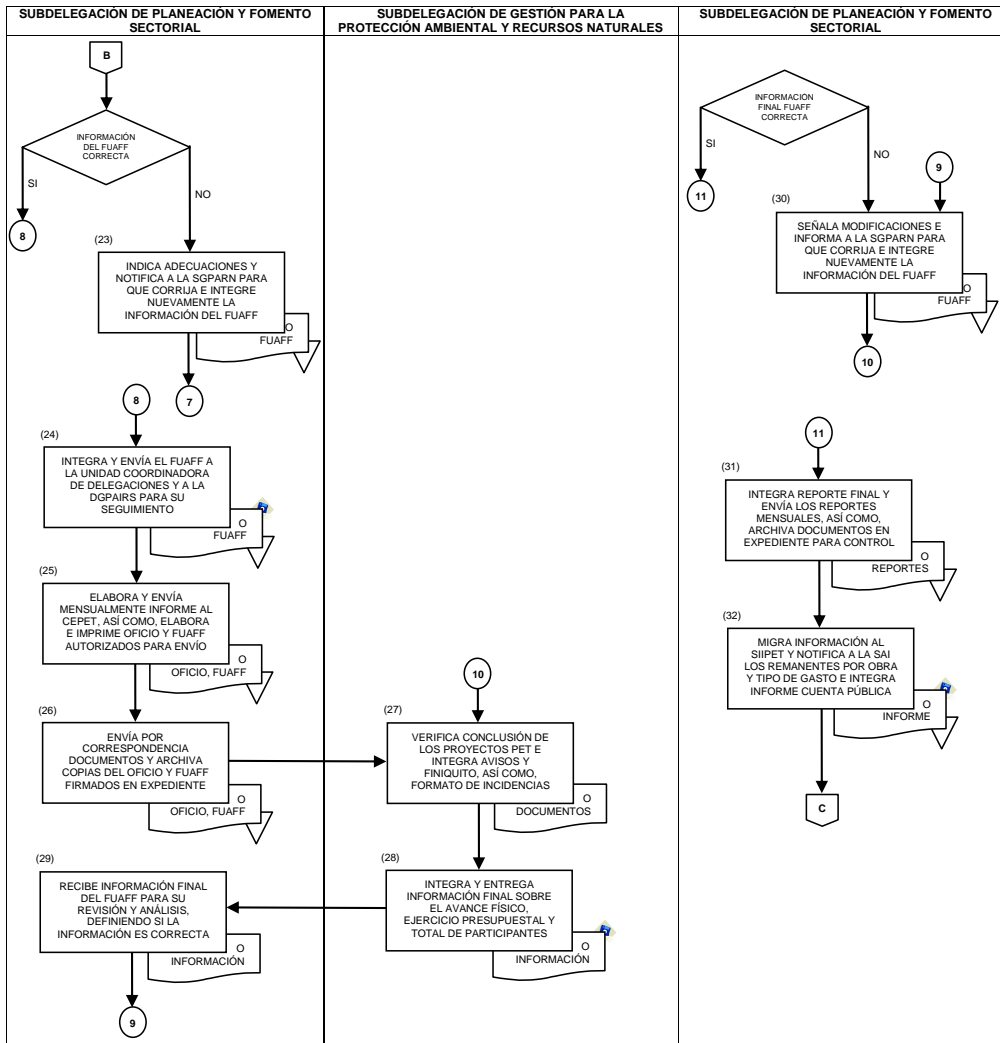 SUBDELEGACIÓN DE PLANEACIÓN Y FOMENTO
SECTORIAL
B
INFORMACIÓN
DEL FUAFF
CORRECTA
SI
NO
8
(23)
INDICA ADECUACIONES Y
NOTIFICA A LA SGPARN PARA
QUE CORRIJA E INTEGRE
NUEVAMENTE LA
INFORMACIÓN DEL FUAFF
O
FUAFF
7
8
(24)
INTEGRA Y ENVÍA EL FUAFF A
LA UNIDAD COORDINADORA
DE DELEGACIONES Y A LA
DGPAIRS PARA SU
SEGUIMIENTO
O
FUAFF
(25)
ELABORA Y ENVÍA
MENSUALMENTE INFORME AL
CEPET, ASÍ COMO, ELABORA
E IMPRIME OFICIO Y FUAFF
AUTORIZADOS PARA ENVÍO
O
OFICIO, FUAFF
(26)
ENVÍA POR
CORRESPONDENCIA
DOCUMENTOS Y ARCHIVA
COPIAS DEL OFICIO Y FUAFF
FIRMADOS EN EXPEDIENTE
O
OFICIO, FUAFF
(29)
RECIBE INFORMACIÓN FINAL
DEL FUAFF PARA SU
REVISIÓN Y ANÁLISIS,
DEFINIENDO SI LA
INFORMACIÓN ES CORRECTA
O
INFORMACIÓN
9
SUBDELEGACIÓN DE GESTIÓN PARA LA
PROTECCIÓN AMBIENTAL Y RECURSOS NATURALES
10
(27)
VERIFICA CONCLUSIÓN DE
LOS PROYECTOS PET E
INTEGRA AVISOS Y
FINIQUITO, ASÍ COMO,
FORMATO DE INCIDENCIAS
O
DOCUMENTOS
(28)
INTEGRA Y ENTREGA
INFORMACIÓN FINAL SOBRE
EL AVANCE FÍSICO,
EJERCICIO PRESUPUESTAL Y
TOTAL DE PARTICIPANTES
O
INFORMACIÓN
SUBDELEGACIÓN DE PLANEACIÓN Y FOMENTO
SECTORIAL
INFORMACIÓN
FINAL FUAFF
CORRECTA
SI
NO
11
9
(30)
SEÑALA MODIFICACIONES E
INFORMA A LA SGPARN PARA
QUE CORRIJA E INTEGRE
NUEVAMENTE LA
INFORMACIÓN DEL FUAFF
O
FUAFF
10
11
(31)
INTEGRA REPORTE FINAL Y
ENVÍA LOS REPORTES
MENSUALES, ASÍ COMO,
ARCHIVA DOCUMENTOS EN
EXPEDIENTE PARA CONTROL
O
REPORTES
(32)
MIGRA INFORMACIÓN AL
SIIPET Y NOTIFICA A LA SAI
LOS REMANENTES POR OBRA
Y TIPO DE GASTO E INTEGRA
INFORME CUENTA PÚBLICA
O
INFORME
C